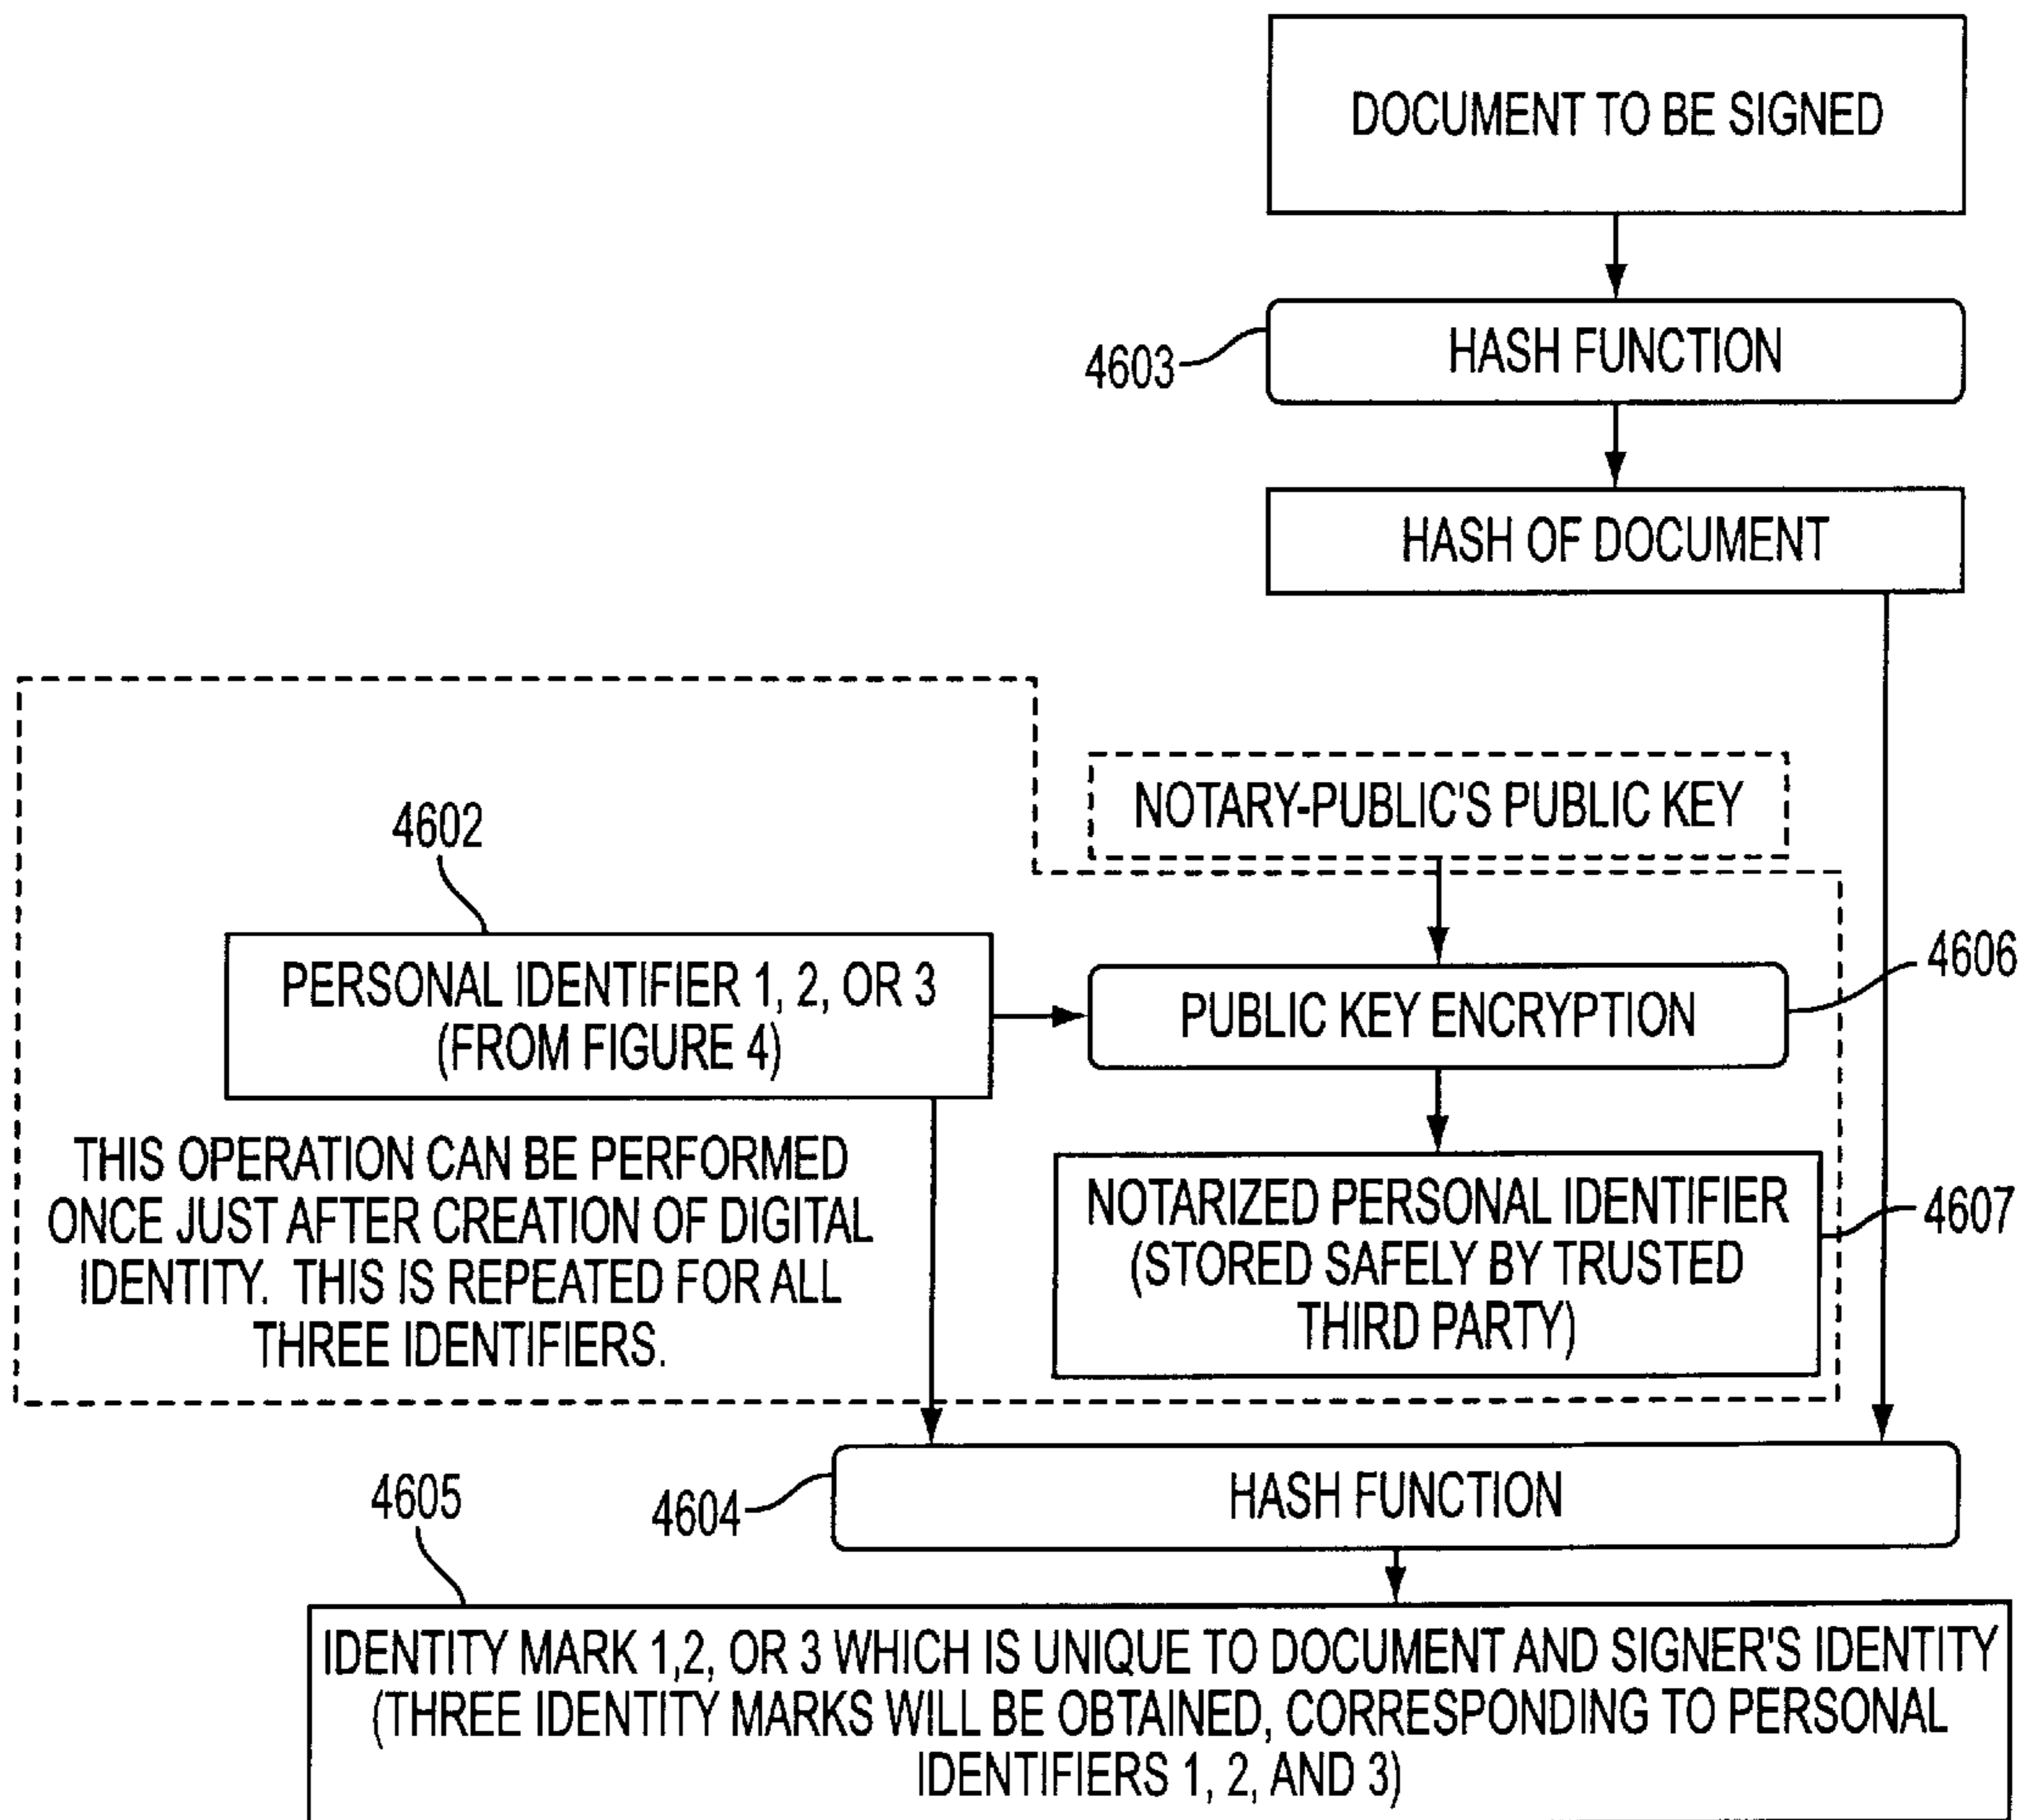 DOCUMENT TO BE SIGNED
4603
HASH FUNCTION
HASH OF DOCUMENT
NOTARY-PUBLIC'S PUBLIC KEY
4602
PERSONAL IDENTIFIER 1, 2, OR 3
(FROM FIGURE 4)
PUBLIC KEY ENCRYPTION
4606
THIS OPERATION CAN BE PERFORMED
ONCE JUST AFTER CREATION OF DIGITAL
IDENTITY. THIS IS REPEATED FOR ALL
THREE IDENTIFIERS.
NOTARIZED PERSONAL IDENTIFIER
(STORED SAFELY BY TRUSTED
THIRD PARTY)
4607
4604
HASH FUNCTION
4605
IDENTITY MARK 1,2, OR 3 WHICH IS UNIQUE TO DOCUMENT AND SIGNER'S IDENTITY
(THREE IDENTITY MARKS WILL BE OBTAINED, CORRESPONDING TO PERSONAL
IDENTIFIERS 1, 2, AND 3)